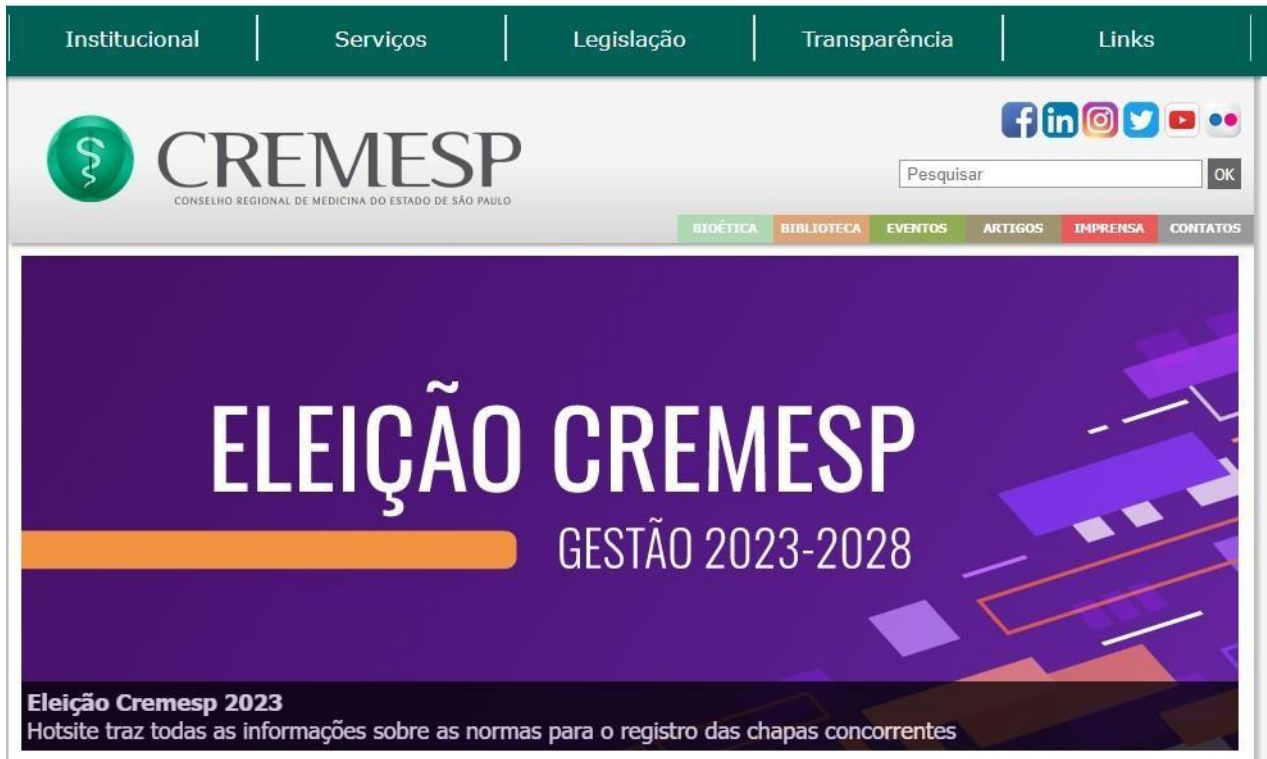 Institucional
Serviços
Legislação
Transparência
Links
CREMESP
CONSELHO REGIONAL DE MEDICINA DO ESTADO DE SÃO PAULO
Pesquisar
OK
BIOÉTICA
BIBLIOTECA
EVENTOS
ARTIGOS
IMPRENSA
CONTATOS
ELEIÇÃO CREMESP
GESTÃO 2023-2028
Eleição Cremesp 2023
Hotsite traz todas as informações sobre as normas para o registro das chapas concorrentes